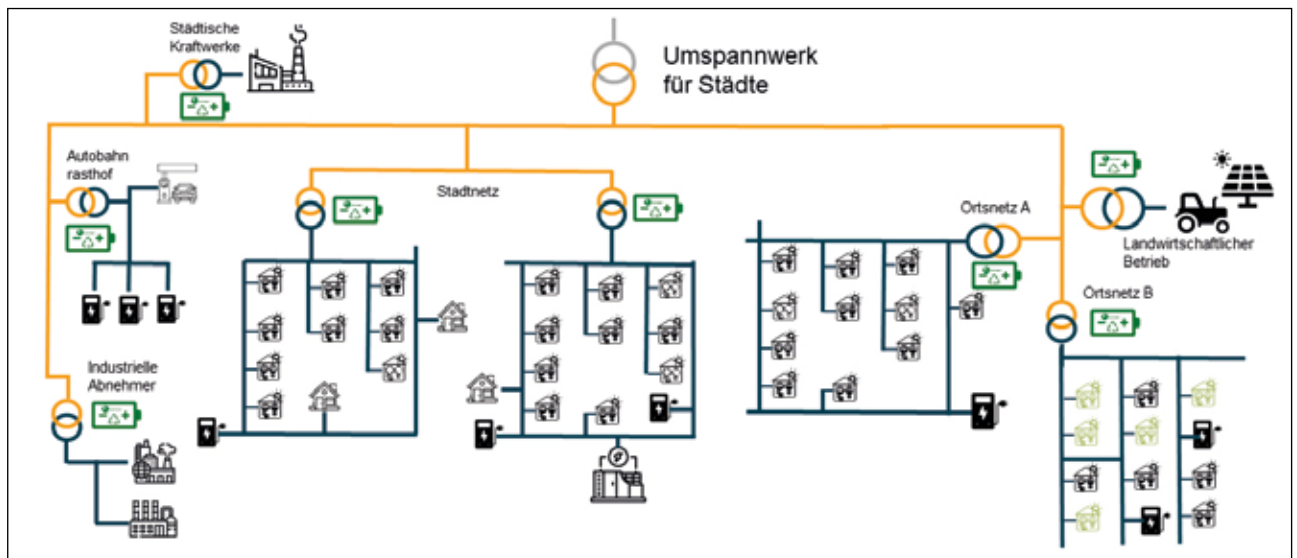 Städtische
Kraftwerke
Umspannwerk
für Städte
Autobahn
rasthof
Stadtnetz
Ortsnetz A
Landwirtschaftlicher
Betrieb
Ortsnetz B
Industrielle
Abnehmer